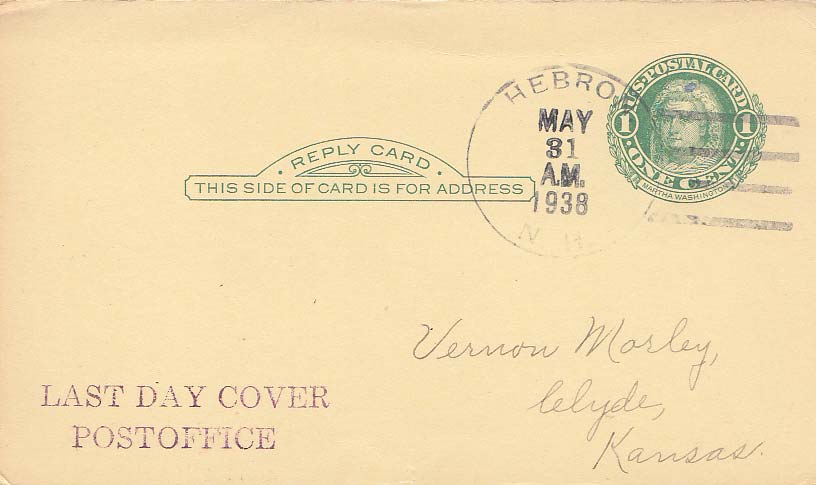 HEBRO
MAY
31
A.M.
1938
N.H.
U.S. POSTAL CARD
1 1
ONE CENT
MARTHA WASHINGTON
REPLY CARD
THIS SIDE OF CARD IS FOR ADDRESS
Vernon Morley,
Clyde,
Kansas.
LAST DAY COVER
POSTOFFICE